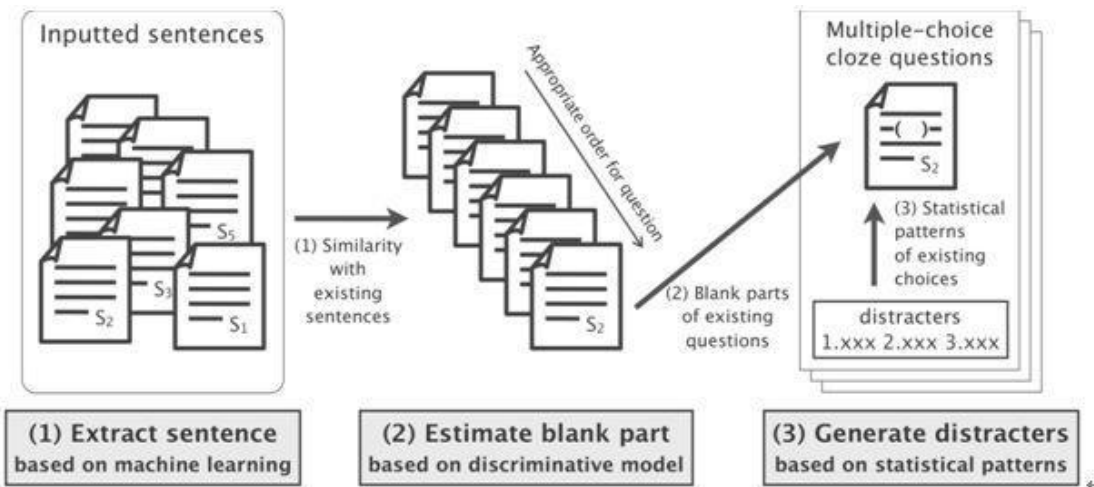 Inputted sentences
S5
S3
S2
S1
(1) Similarity
with
existing
sentences
Appropriate order for question
S2
(2) Blank parts
of existing
questions
Multiple-choice
cloze questions
( )
S2
(3) Statistical
patterns
of existing
choices
distracters
1.xxx 2.xxx 3.xxx
(1) Extract sentence
based on machine learning
(2) Estimate blank part
based on discriminative model
(3) Generate distracters
based on statistical patterns